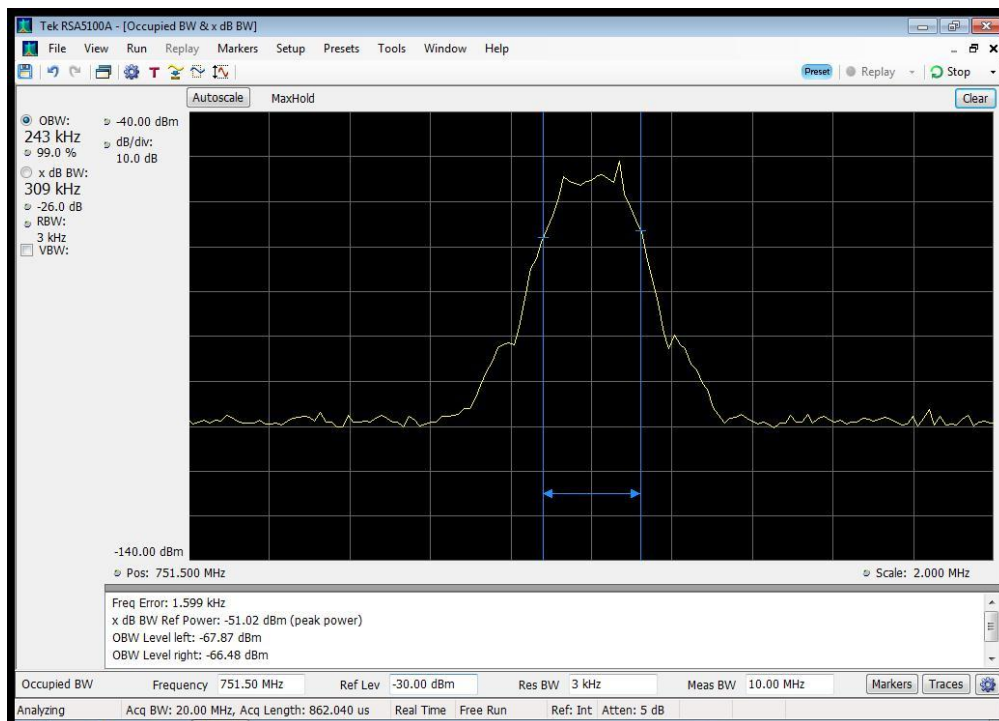 Tek RSA5100A - [Occupied BW & x dB BW]
File View Run Replay Markers Setup Presets Tools Window Help
T Preset Replay Stop
Autoscale MaxHold Clear
OBW:
243 kHz
99.0 %
x dB BW:
309 kHz
-26.0 dB
RBW:
3 kHz
VBW:
-40.00 dBm
dB/div:
10.0 dB
-140.00 dBm
Pos: 751.500 MHz Scale: 2.000 MHz
Freq Error: 1.599 kHz
x dB BW Ref Power: -51.02 dBm (peak power)
OBW Level left: -67.87 dBm
OBW Level right: -66.48 dBm
Occupied BW Frequency 751.50 MHz Ref Lev -30.00 dBm Res BW 3 kHz Meas BW 10.00 MHz Markers Traces
Analyzing Acq BW: 20.00 MHz, Acq Length: 862.040 us Real Time Free Run Ref: Int Atten: 5 dB